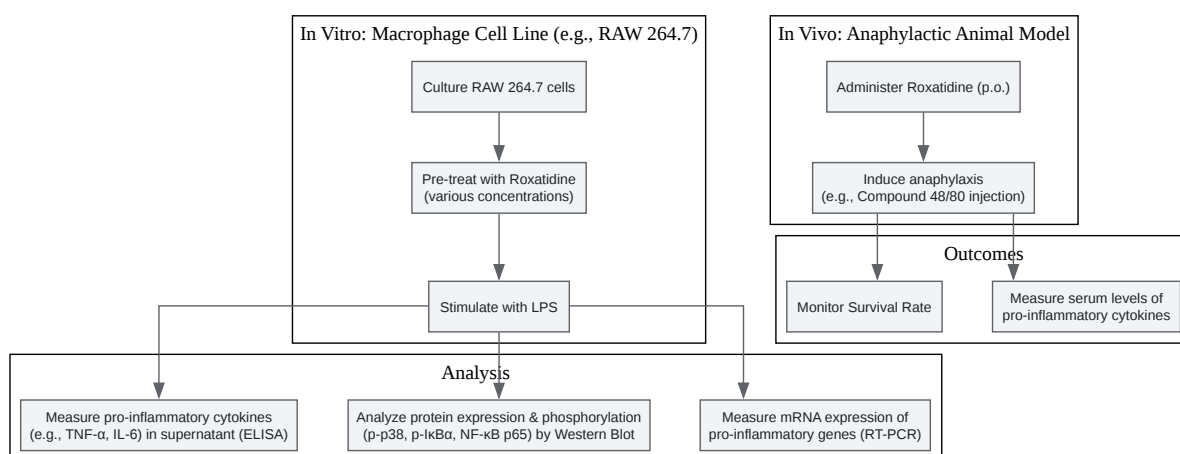 In Vitro: Macrophage Cell Line (e.g., RAW 264.7)
Culture RAW 264.7 cells
Pre-treat with Roxatidine
(various concentrations)
Stimulate with LPS
In Vivo: Anaphylactic Animal Model
Administer Roxatidine (p.o.)
Induce anaphylaxis
(e.g., Compound 48/80 injection)
Outcomes
Monitor Survival Rate
Measure serum levels of
pro-inflammatory cytokines
Analysis
Measure pro-inflammatory cytokines
(e.g., TNF-α, IL-6) in supernatant (ELISA)
Analyze protein expression & phosphorylation
(p-p38, p-IκBα, NF-κB p65) by Western Blot
Measure mRNA expression of
pro-inflammatory genes (RT-PCR)